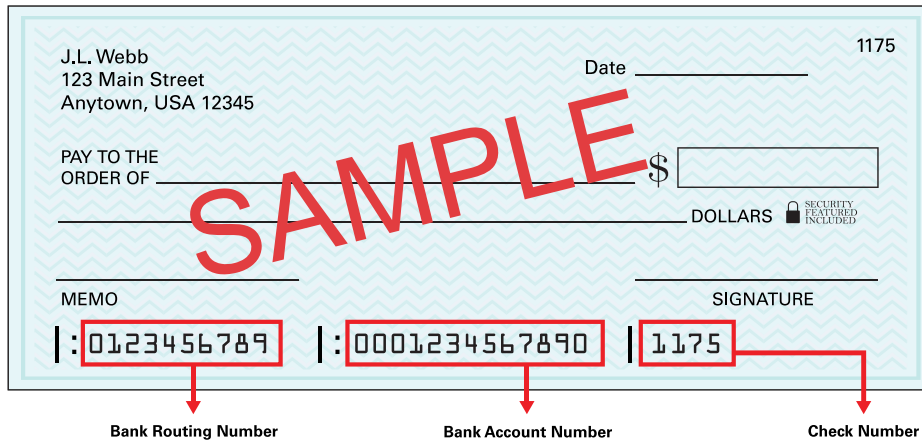 1175
J.L. Webb
123 Main Street
Anytown, USA 12345
Date
SAMPLE
PAY TO THE
ORDER OF
$
DOLLARS
SECURITY
FEATURED
INCLUDED
MEMO
SIGNATURE
|:0123456789 |:0001234567890 | 1175
Bank Routing Number Bank Account Number Check Number